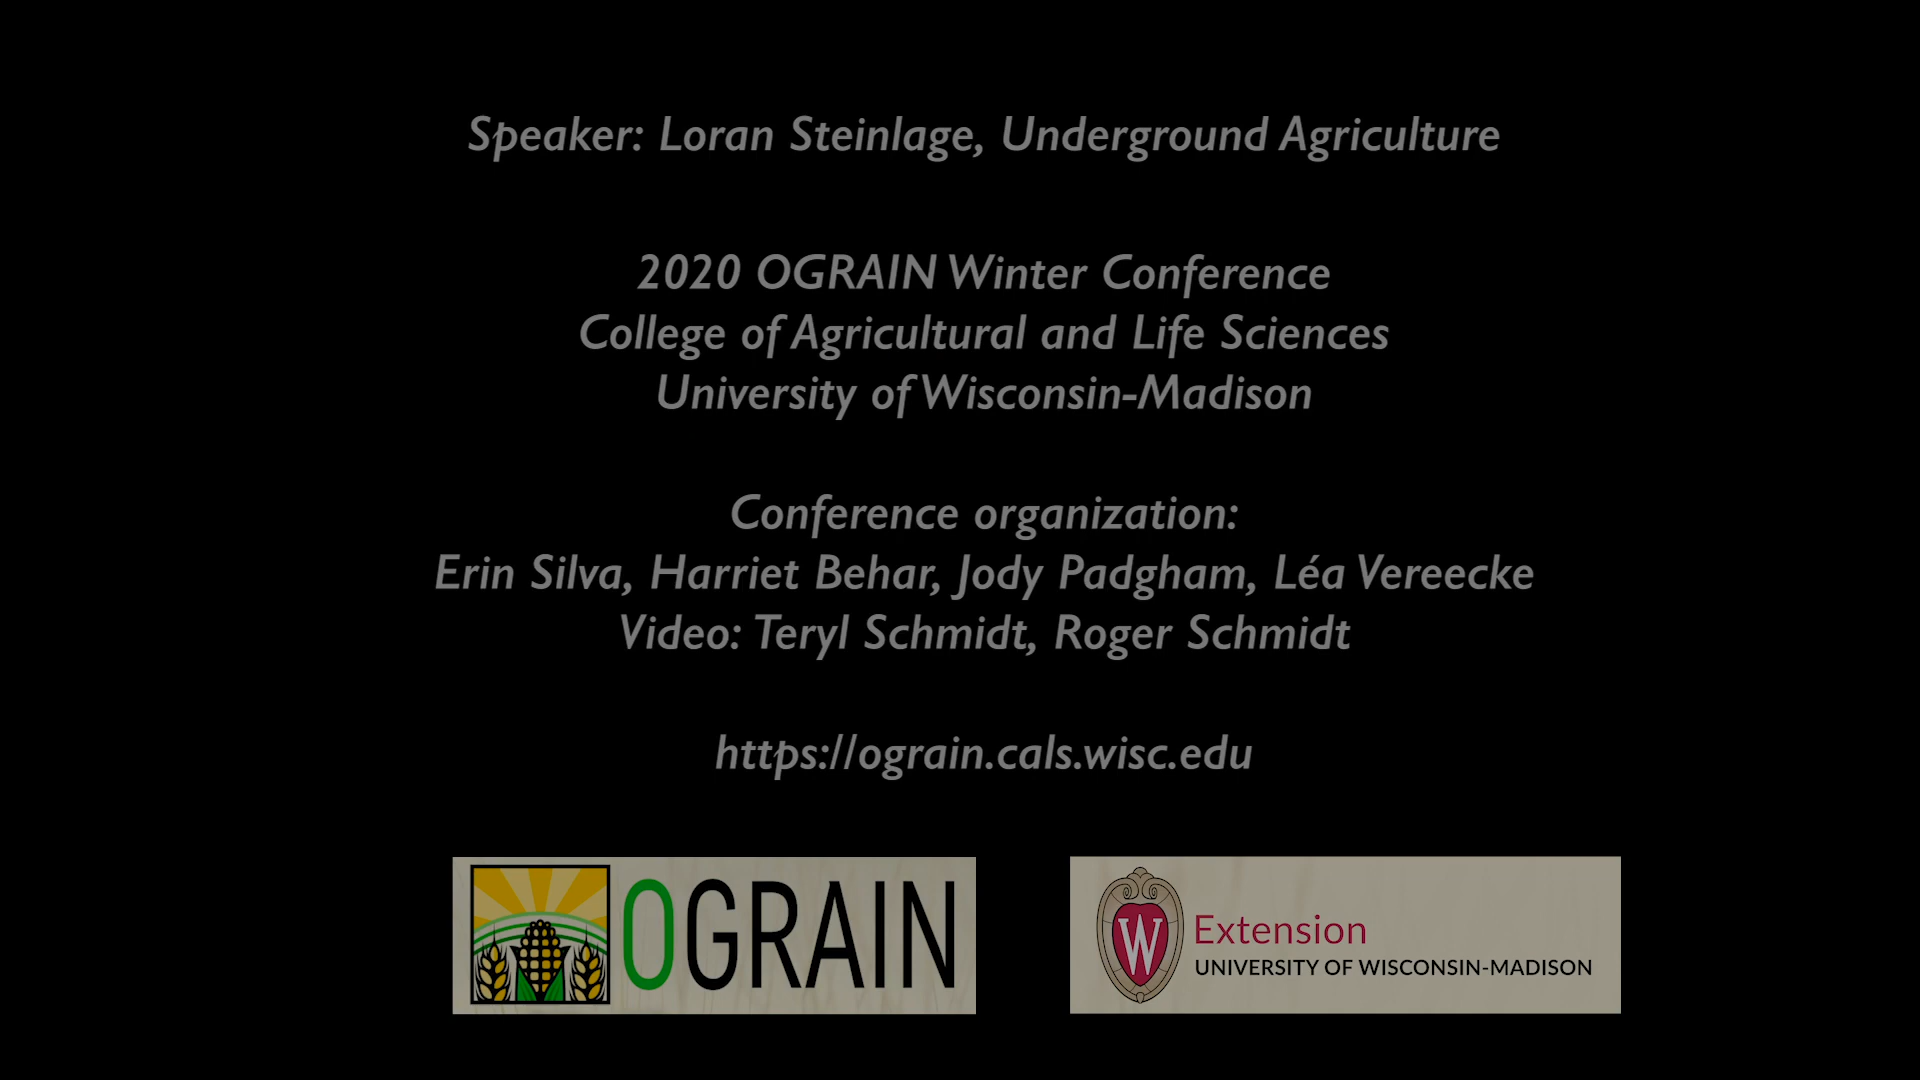 Speaker: Loran Steinlage, Underground Agriculture
2020 OGRAIN Winter Conference
College of Agricultural and Life Sciences
University of Wisconsin-Madison
Conference organization:
Erin Silva, Harriet Behar, Jody Padgham, Léa Vereecke
Video: Teryl Schmidt, Roger Schmidt
https://ograin.cals.wisc.edu
OGRAIN
W
Extension
UNIVERSITY OF WISCONSIN-MADISON